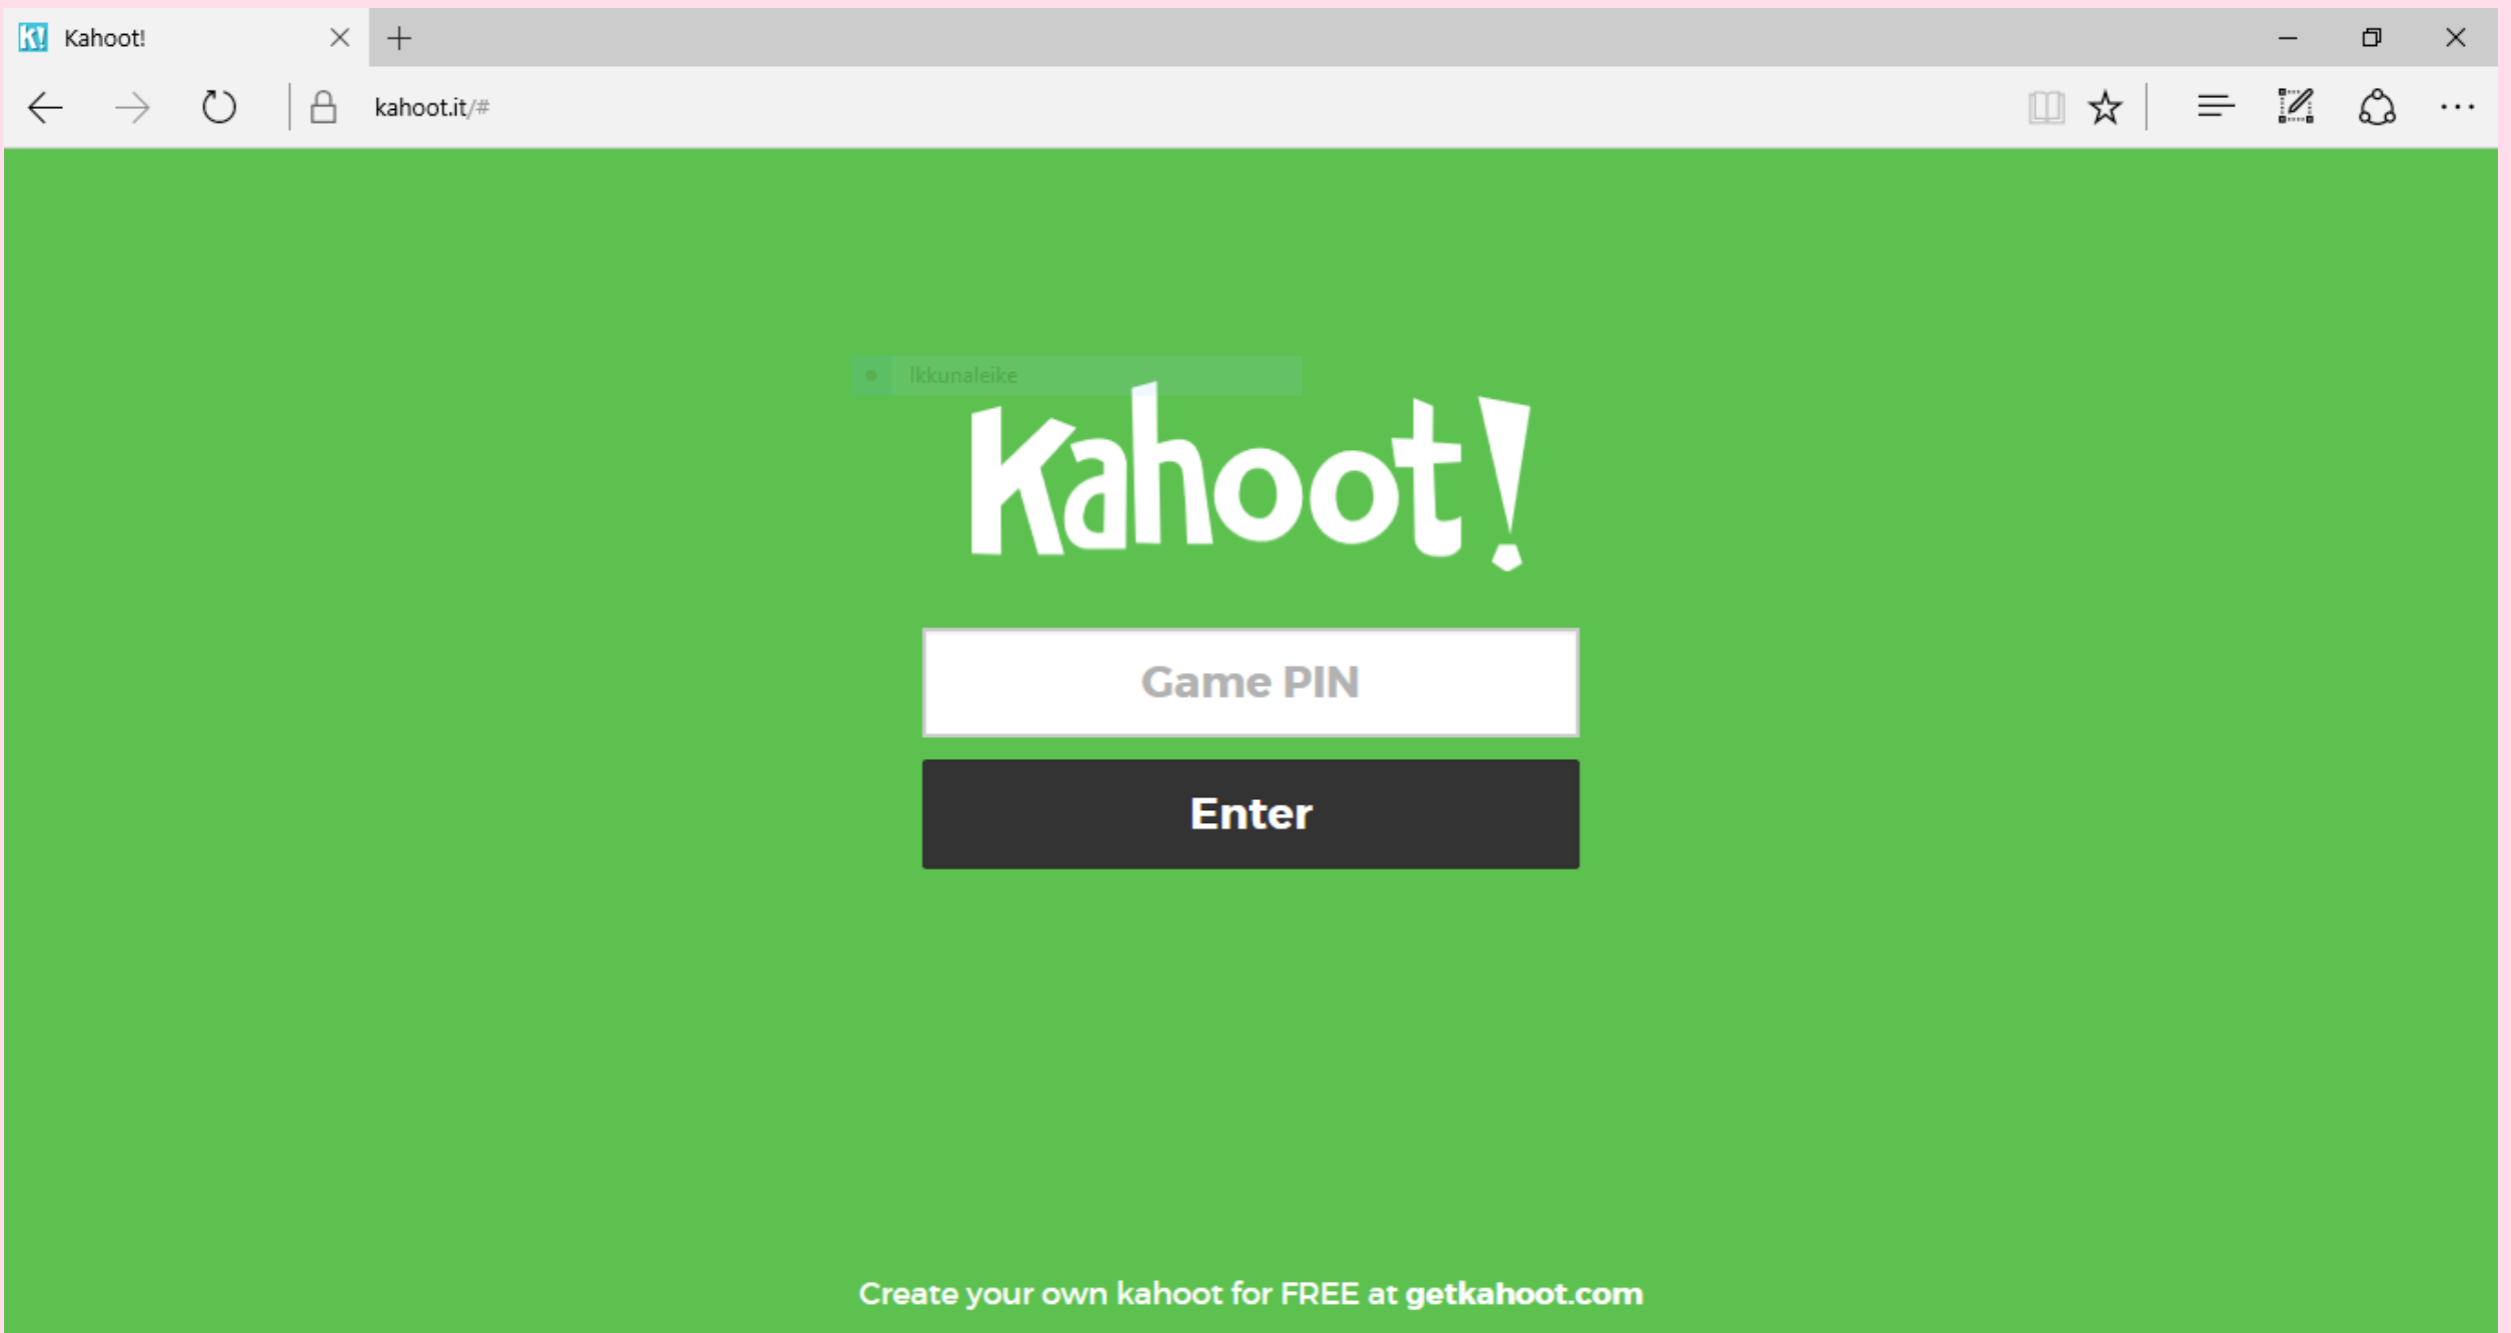 K! Kahoot!
kahoot.it/#
Ikkunaleike
Kahoot!
Game PIN
Enter
Create your own kahoot for FREE at getkahoot.com